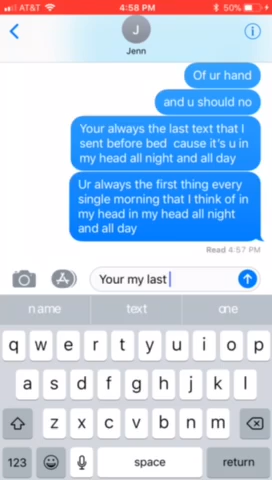 AT&T 4:58 PM 50%
J
Jenn
Of ur hand
and u should no
Your always the last text that I
sent before bed cause it's u in
my head all night and all day
Ur always the first thing every
single morning that I think of in
my head in my head all night
and all day
Read 4:57 PM
Your my last
name text one
q w e r t y u i o p
a s d f g h j k l
z x c v b n m
123 space return